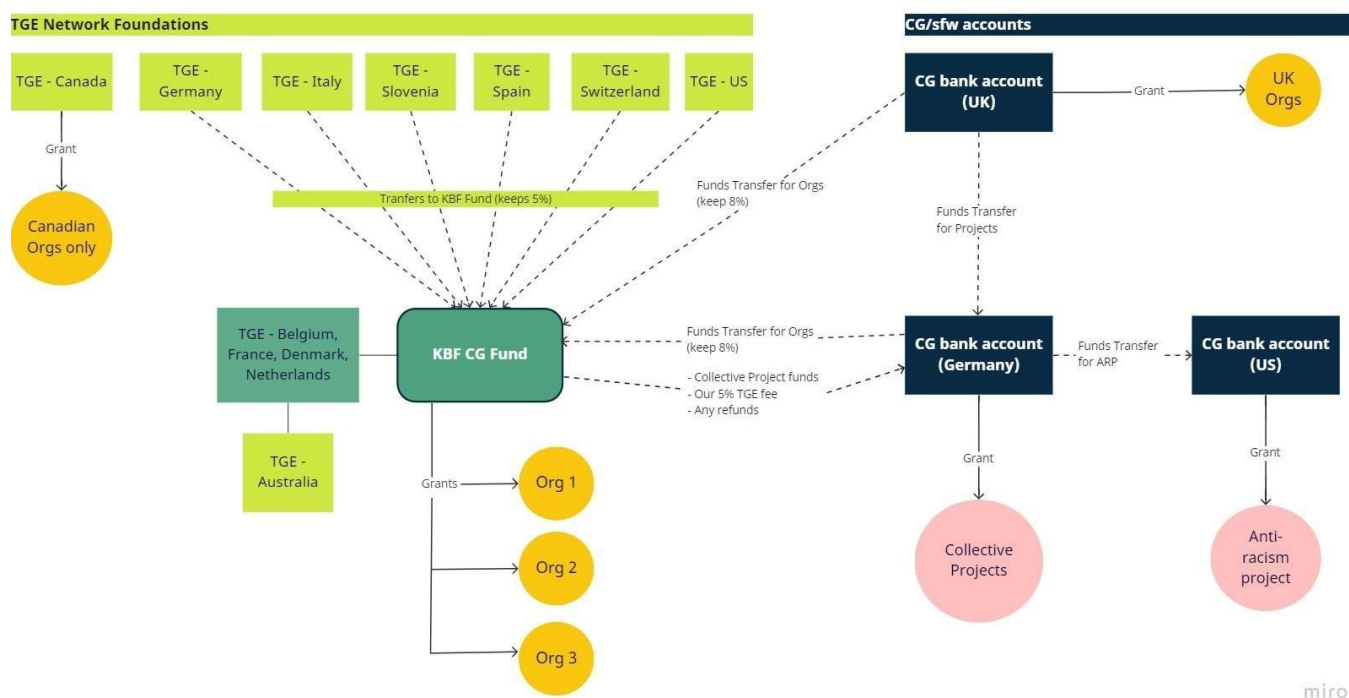 TGE Network Foundations
CG/sfw accounts
TGE - Canada
TGE -
Germany
TGE - Italy
TGE -
Slovenia
TGE -
Spain
TGE -
Switzerland
TGE - US
CG bank account
(UK)
Grant
UK
Orgs
Grant
Canadian
Orgs only
Tranfers to KBF Fund (keeps 5%)
Funds Transfer for Orgs
(keep 8%)
Funds Transfer
for Projects
TGE - Belgium,
France, Denmark,
Netherlands
KBF CG Fund
Funds Transfer for Orgs
(keep 8%)
- Collective Project funds
- Our 5% TGE fee
- Any refunds
CG bank account
(Germany)
Funds Transfer
for ARP
CG bank account
(US)
TGE -
Australia
Grants
Org 1
Org 2
Org 3
Grant
Collective
Projects
Grant
Anti-
racism
project
miro